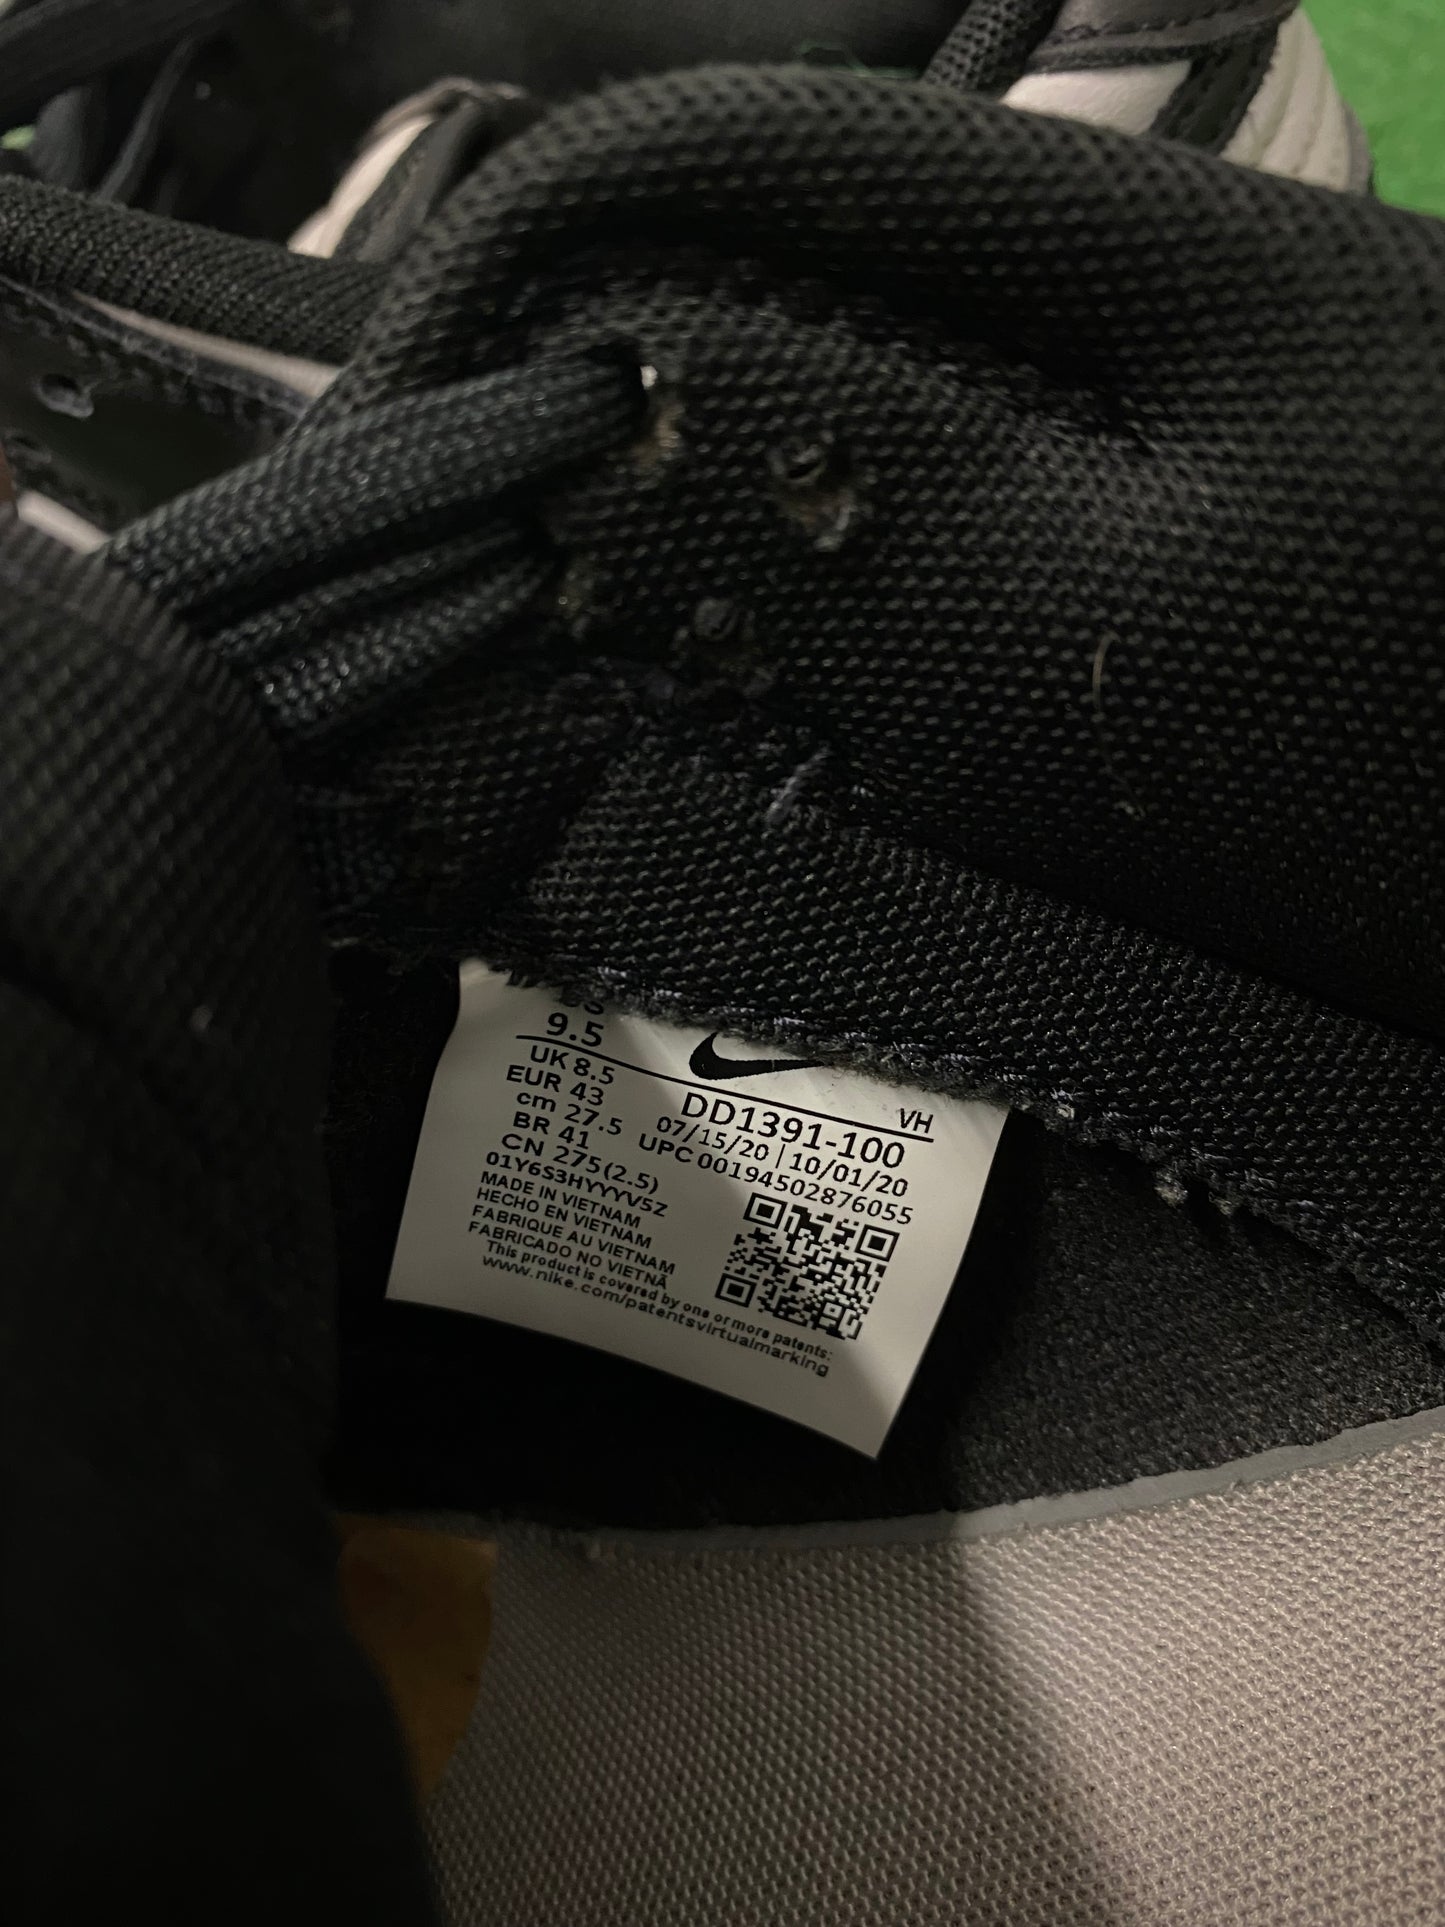 9.5
UK 8.5
EUR 43
cm 27.5
BR 41
CN 275(2.5)
01Y6S3HYYYV5Z
MADE IN VIETNAM
HECHO EN VIETNAM
FABRIQUE AU VIETNAM
FABRICADO NO VIETNÃ
This product is covered by one or more patents:
www.nike.com/patentsvirtualmarking
VH
DD1391-100
07/15/20 | 10/01/20
UPC 00194502876055